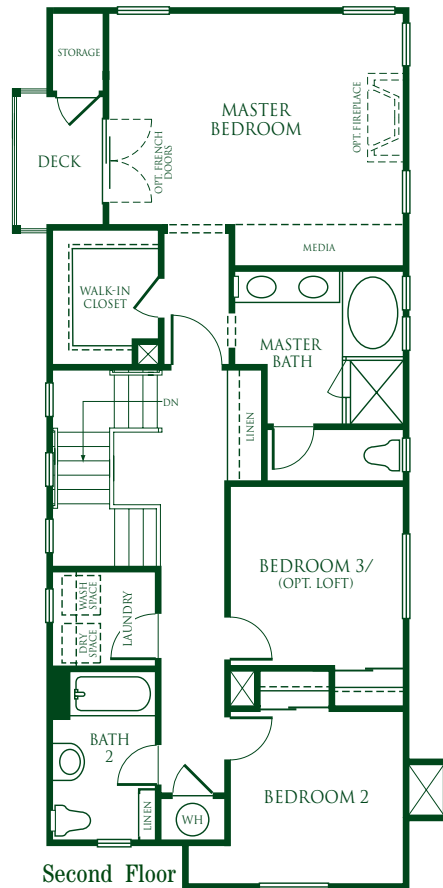 STORAGE
MASTER
BEDROOM
OPT. FIREPLACE
DECK
OPT. FRENCH
DOORS
MEDIA
WALK-IN
CLOSET
MASTER
BATH
DN
LINEN
BEDROOM 3/
(OPT. LOFT)
WASH
SPACE
DRY
SPACE
LAUNDRY
BATH
2
LINEN
WH
BEDROOM 2
Second Floor